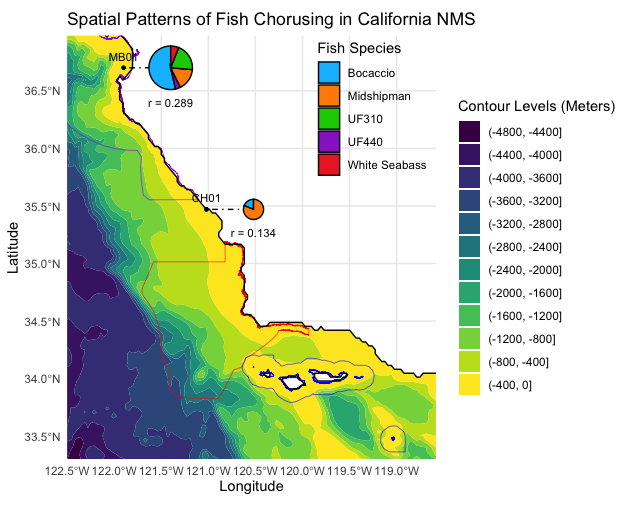 Spatial Patterns of Fish Chorusing in California NMS
MB01
r = 0.289
Fish Species
Bocaccio
Midshipman
UF310
UF440
White Seabass
CH01
r = 0.134
Contour Levels (Meters)
(-4800, -4400]
(-4400, -4000]
(-4000, -3600]
(-3600, -3200]
(-3200, -2800]
(-2800, -2400]
(-2400, -2000]
(-2000, -1600]
(-1600, -1200]
(-1200, -800]
(-800, -400]
(-400, 0]
Latitude
36.5°N
36.0°N
35.5°N
35.0°N
34.5°N
34.0°N
33.5°N
122.5°W 122.0°W 121.5°W 121.0°W 120.5°W 120.0°W 119.5°W 119.0°W
Longitude